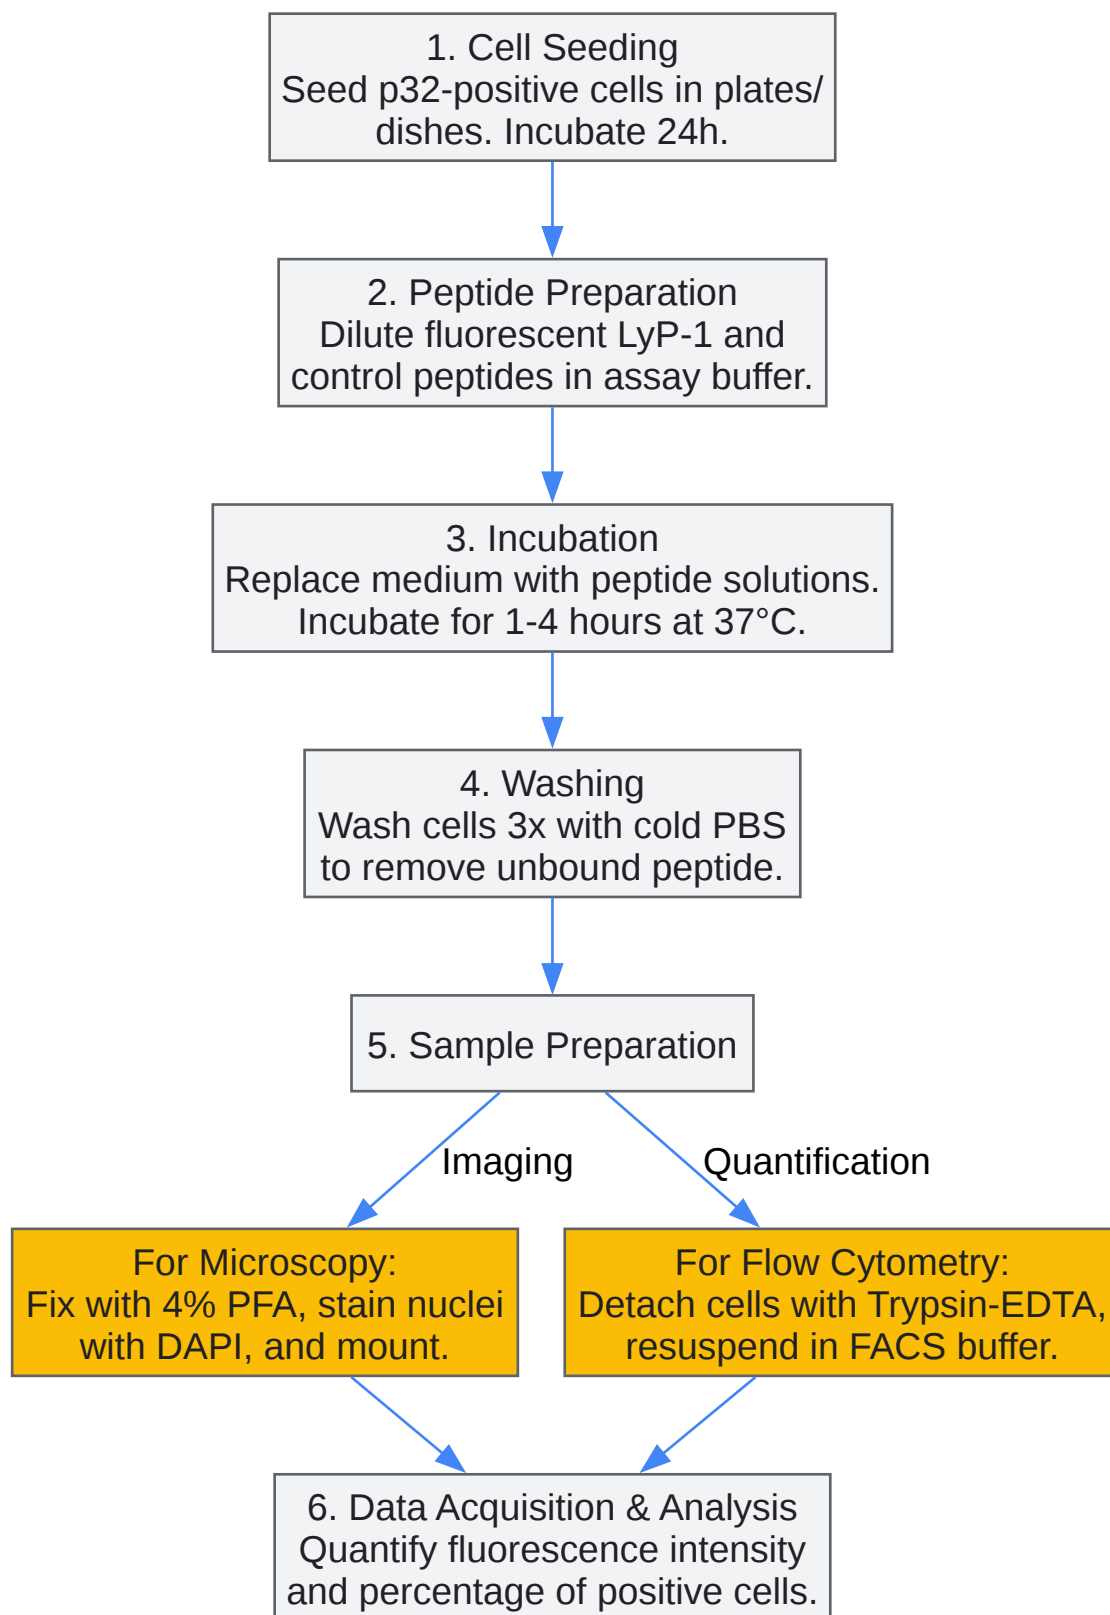 1. Cell Seeding
Seed p32-positive cells in plates/
dishes. Incubate 24h.
2. Peptide Preparation
Dilute fluorescent LyP-1 and
control peptides in assay buffer.
3. Incubation
Replace medium with peptide solutions.
Incubate for 1-4 hours at 37°C.
4. Washing
Wash cells 3x with cold PBS
to remove unbound peptide.
5. Sample Preparation
Imaging
Quantification
For Microscopy:
Fix with 4% PFA, stain nuclei
with DAPI, and mount.
For Flow Cytometry:
Detach cells with Trypsin-EDTA,
resuspend in FACS buffer.
6. Data Acquisition & Analysis
Quantify fluorescence intensity
and percentage of positive cells.